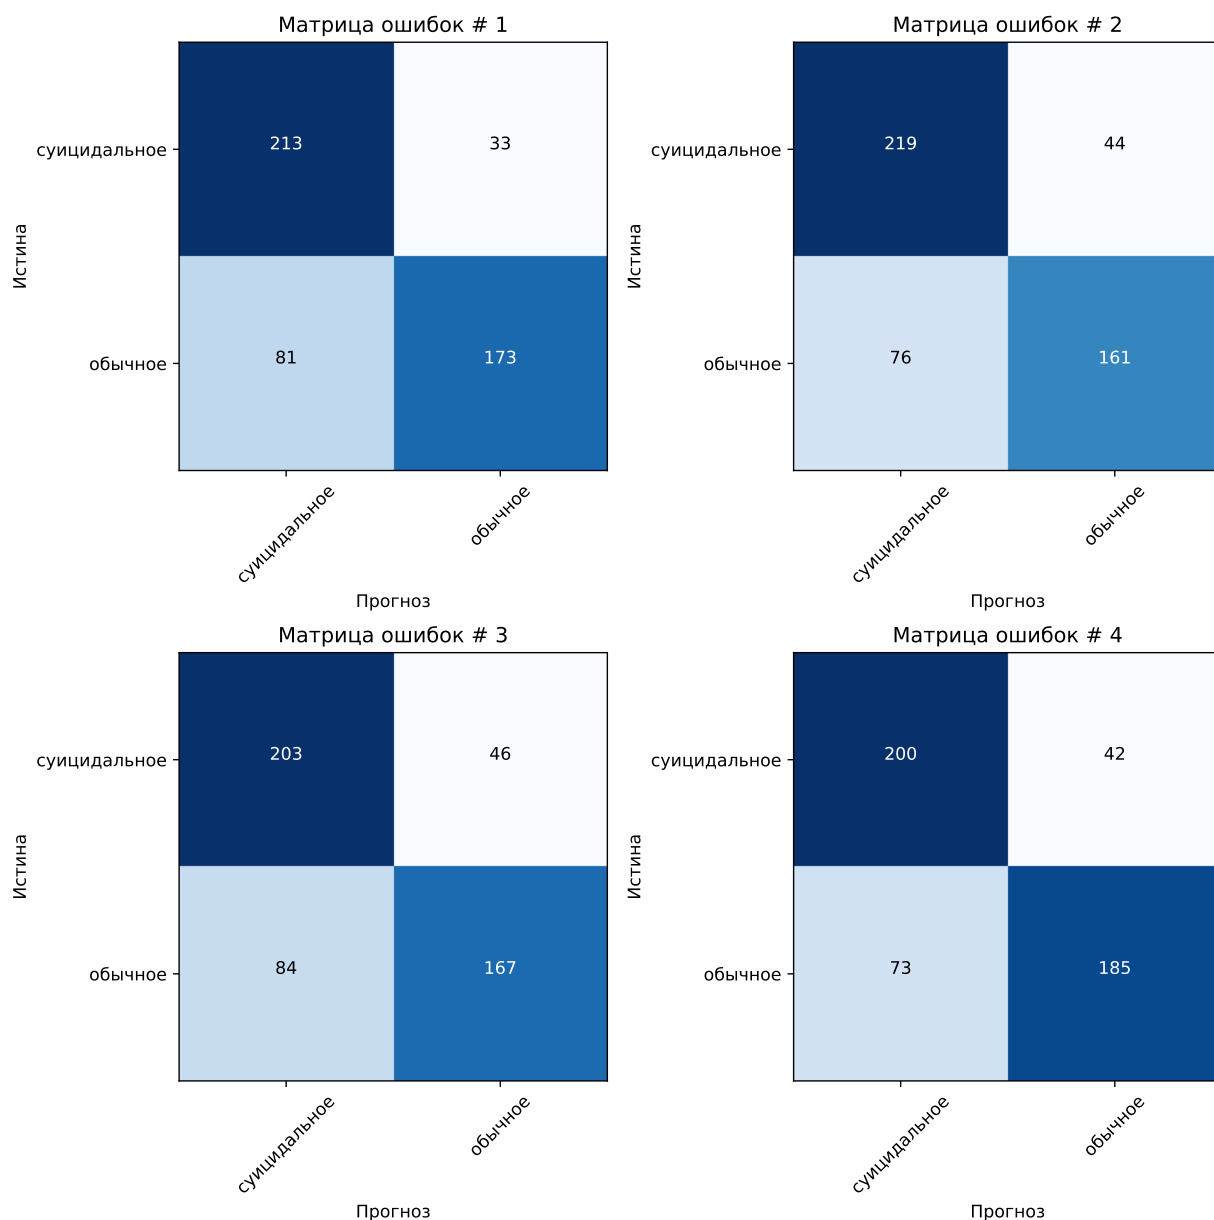 Матрица ошибок # 1
суицидальное
213
33
Истина
обычное
81
173
суицидальное
обычное
Прогноз
Матрица ошибок # 2
суицидальное
219
44
Истина
обычное
76
161
суицидальное
обычное
Прогноз
Матрица ошибок # 3
суицидальное
203
46
Истина
обычное
84
167
суицидальное
обычное
Прогноз
Матрица ошибок # 4
суицидальное
200
42
Истина
обычное
73
185
суицидальное
обычное
Прогноз